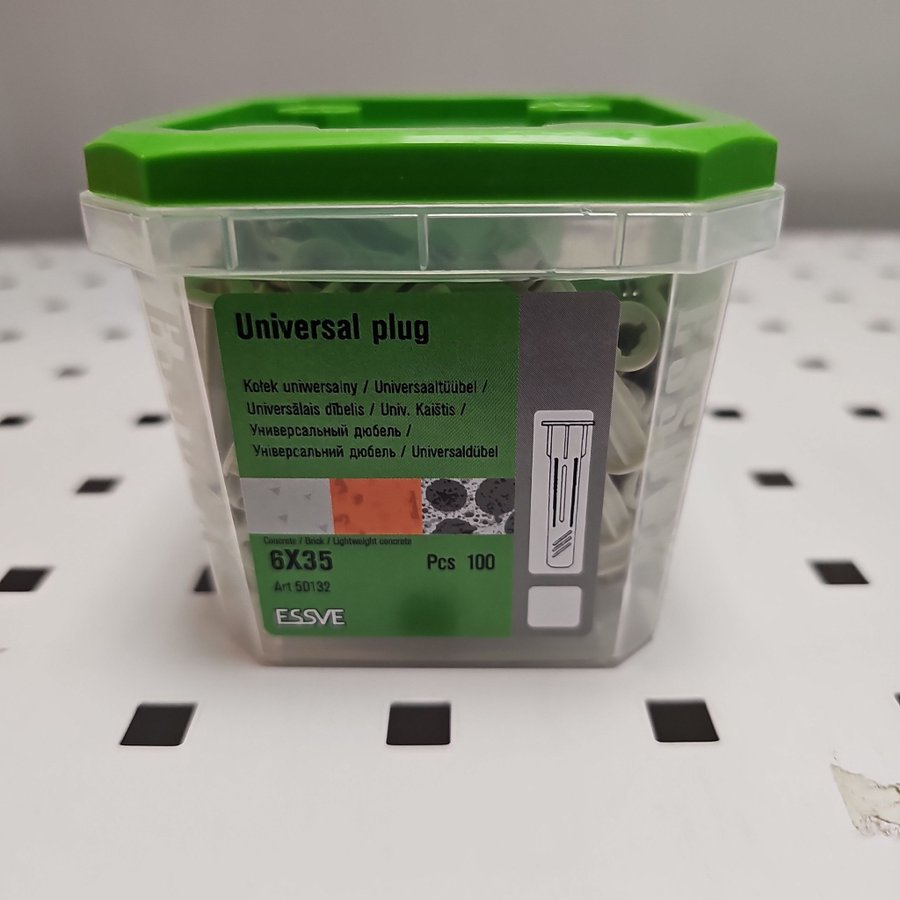 Universal plug
Kołek uniwersalny / Universaaltüübel /
Universālais dībelis / Univ. Kaištis /
Универсальный дюбель /
Універсальний дюбель / Universaldübel
Concrete / Brick / Lightweight concrete
6X35 Pcs 100
Art 50132
ESSVE